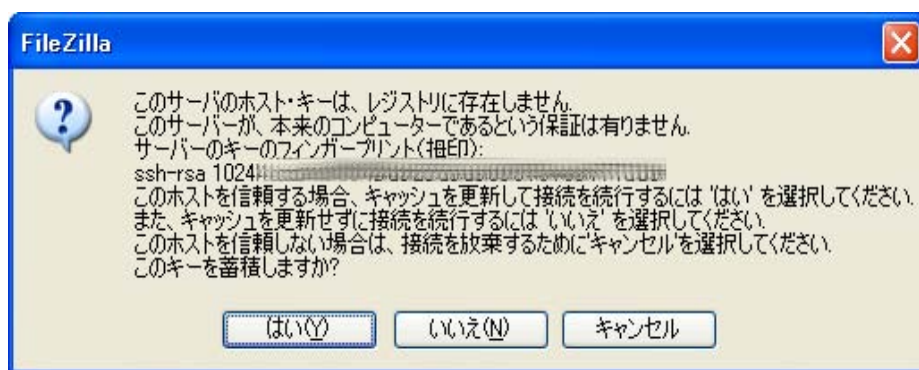 FileZilla
このサーバのホスト・キーは、レジストリに存在しません.
このサーバーが、本来のコンピューターであるという保証は有りません.
サーバーのキーのフィンガープリント(拇印):
ssh-rsa 1024
このホストを信頼する場合、キャッシュを更新して接続を続行するには 'はい' を選択してください.
また、キャッシュを更新せずに接続を続行するには 'いいえ' を選択してください.
このホストを信頼しない場合は、接続を放棄するために'キャンセル'を選択してください.
このキーを蓄積しますか?
はい(Y) いいえ(N) キャンセル